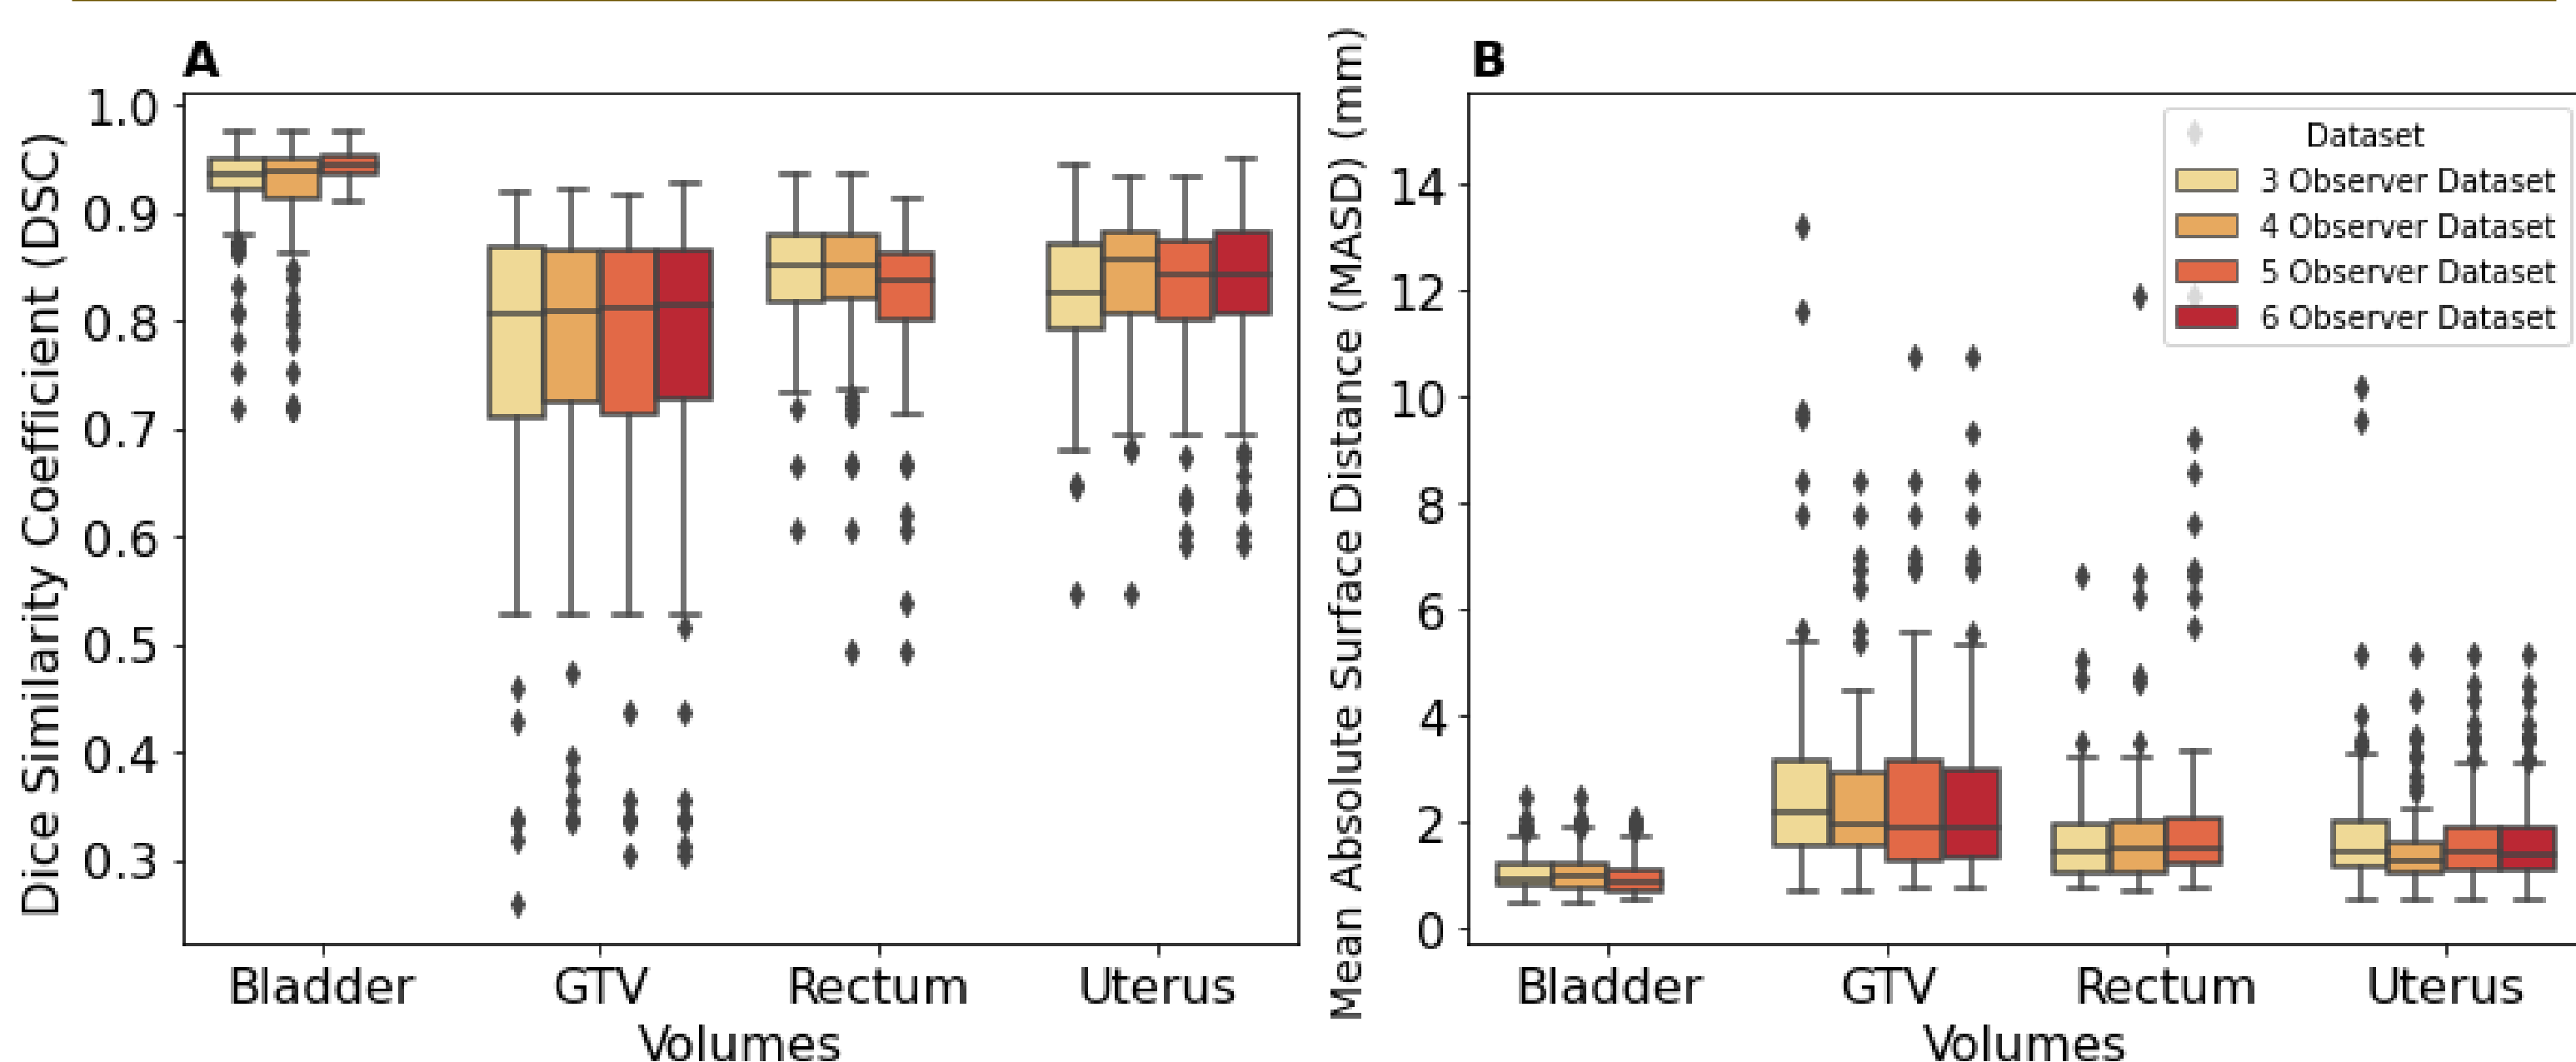 A
Dice Similarity Coefficient (DSC)
1.0
0.9
0.8
0.7
0.6
0.5
0.4
0.3
Bladder
GTV
Rectum
Uterus
Volumes
B
Mean Absolute Surface Distance (MASD) (mm)
14
12
10
8
6
4
2
0
Dataset
3 Observer Dataset
4 Observer Dataset
5 Observer Dataset
6 Observer Dataset
Bladder
GTV
Rectum
Uterus
Volumes